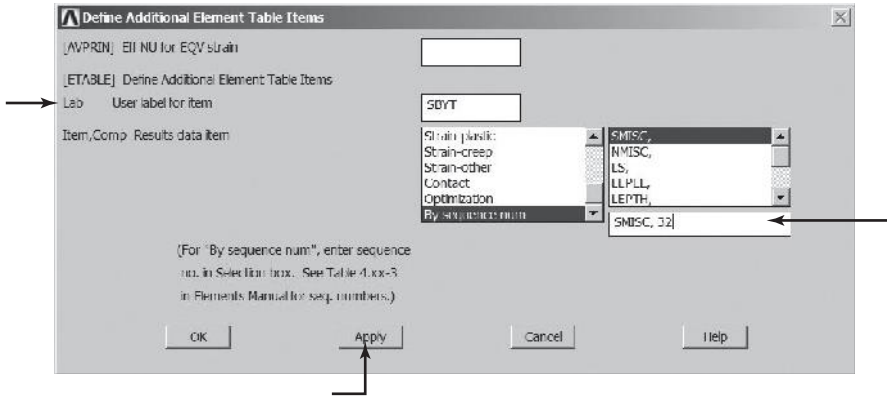 Define Additional Element Table Items
[AVPRIN] Eff NU for EQV strain
[ETABLE] Define Additional Element Table Items
Lab User label for item
SBYT
Item,Comp Results data item
Strain-plastic
Strain-creep
Strain-other
Contact
Optimization
By sequence num
SMISC,
NMISC,
LS,
LEPEL,
LEPTH,
SMISC, 32
(For "By sequence num", enter sequence
no. in Selection box. See Table 4.xx-3
in Elements Manual for seq. numbers.)
OK Apply Cancel Help